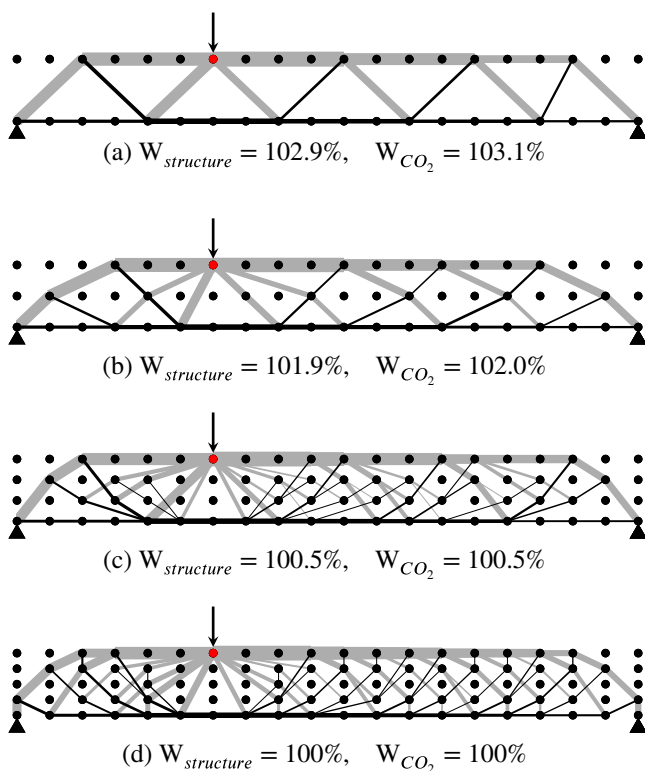 (a) W_structure = 102.9%, W_CO₂ = 103.1%
(b) W_structure = 101.9%, W_CO₂ = 102.0%
(c) W_structure = 100.5%, W_CO₂ = 100.5%
(d) W_structure = 100%, W_CO₂ = 100%